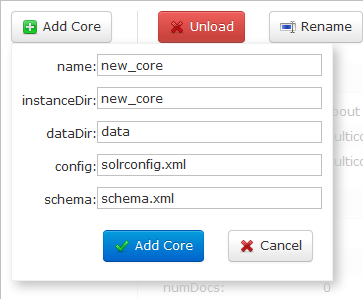 Add Core Unload Rename
name: new_core
instanceDir: new_core
dataDir: data
config: solrconfig.xml
schema: schema.xml
Add Core Cancel
numDocs: 0